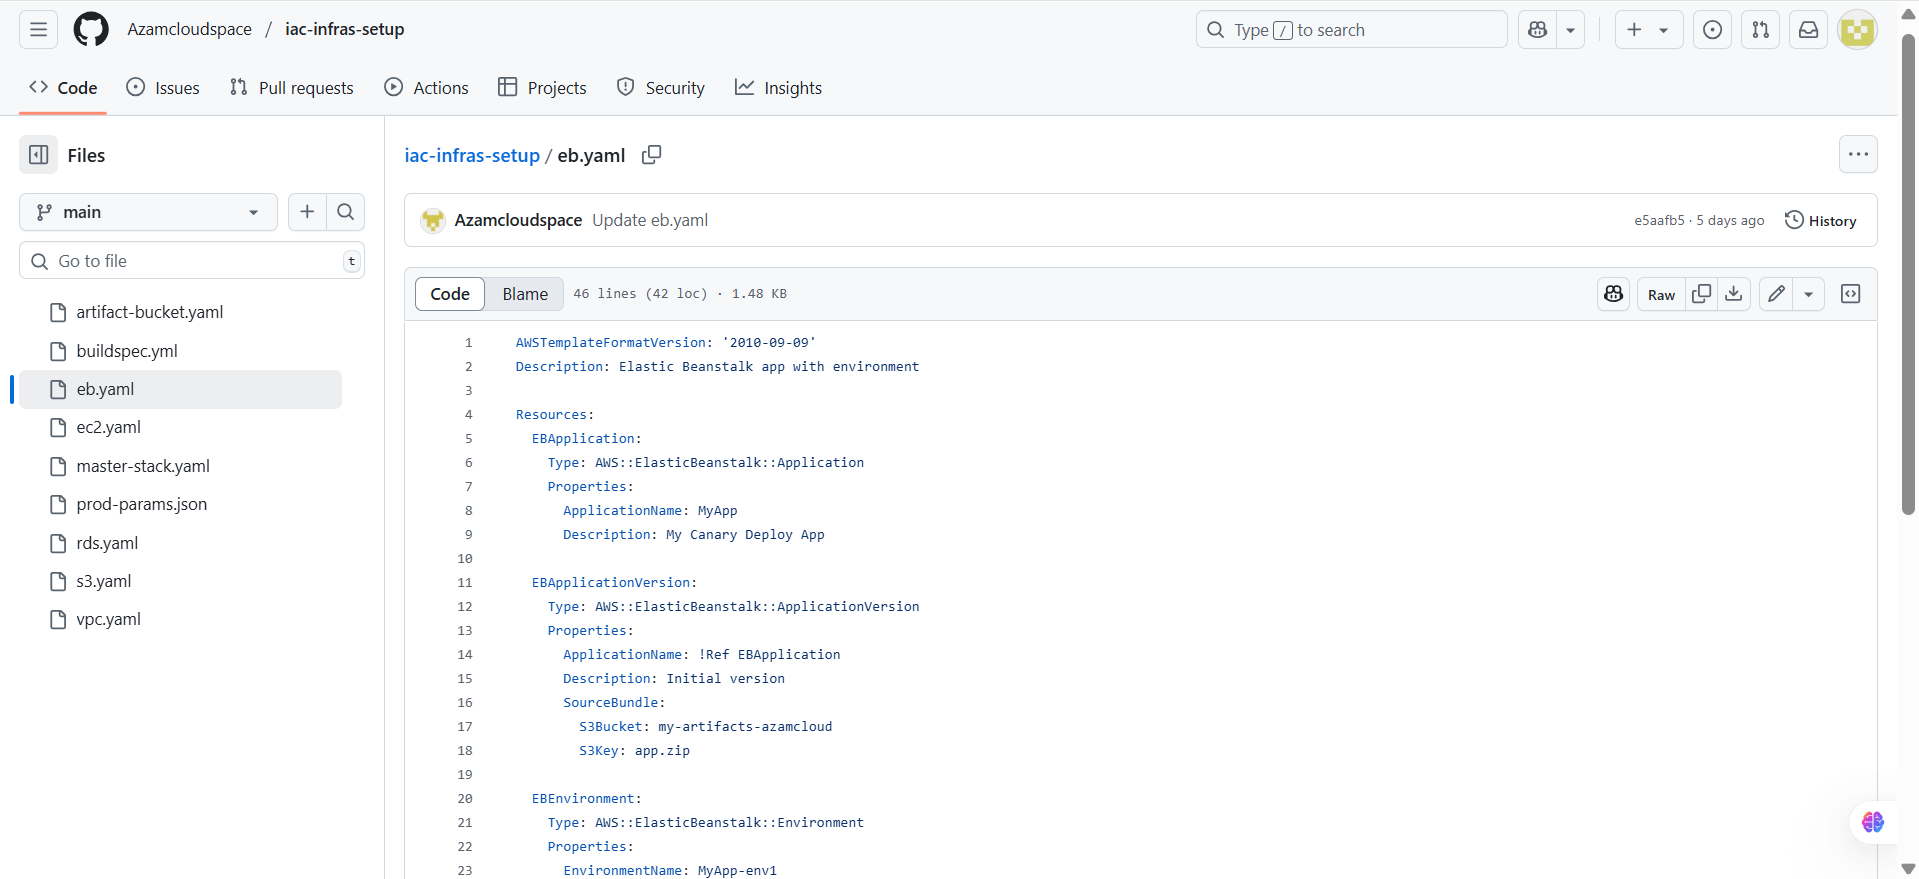 Azamcloudspace / iac-infras-setup
Type / to search
Code
Issues
Pull requests
Actions
Projects
Security
Insights
Files
main
Go to file
t
artifact-bucket.yaml
buildspec.yml
eb.yaml
ec2.yaml
master-stack.yaml
prod-params.json
rds.yaml
s3.yaml
vpc.yaml
iac-infras-setup / eb.yaml
Azamcloudspace Update eb.yaml
e5aafb5 · 5 days ago
History
Code
Blame
46 lines (42 loc) · 1.48 KB
Raw
1 AWSTemplateFormatVersion: '2010-09-09'
2 Description: Elastic Beanstalk app with environment
3
4 Resources:
5 EBApplication:
6 Type: AWS::ElasticBeanstalk::Application
7 Properties:
8 ApplicationName: MyApp
9 Description: My Canary Deploy App
10
11 EBApplicationVersion:
12 Type: AWS::ElasticBeanstalk::ApplicationVersion
13 Properties:
14 ApplicationName: !Ref EBApplication
15 Description: Initial version
16 SourceBundle:
17 S3Bucket: my-artifacts-azamcloud
18 S3Key: app.zip
19
20 EBEnvironment:
21 Type: AWS::ElasticBeanstalk::Environment
22 Properties:
23 EnvironmentName: MyApp-env1